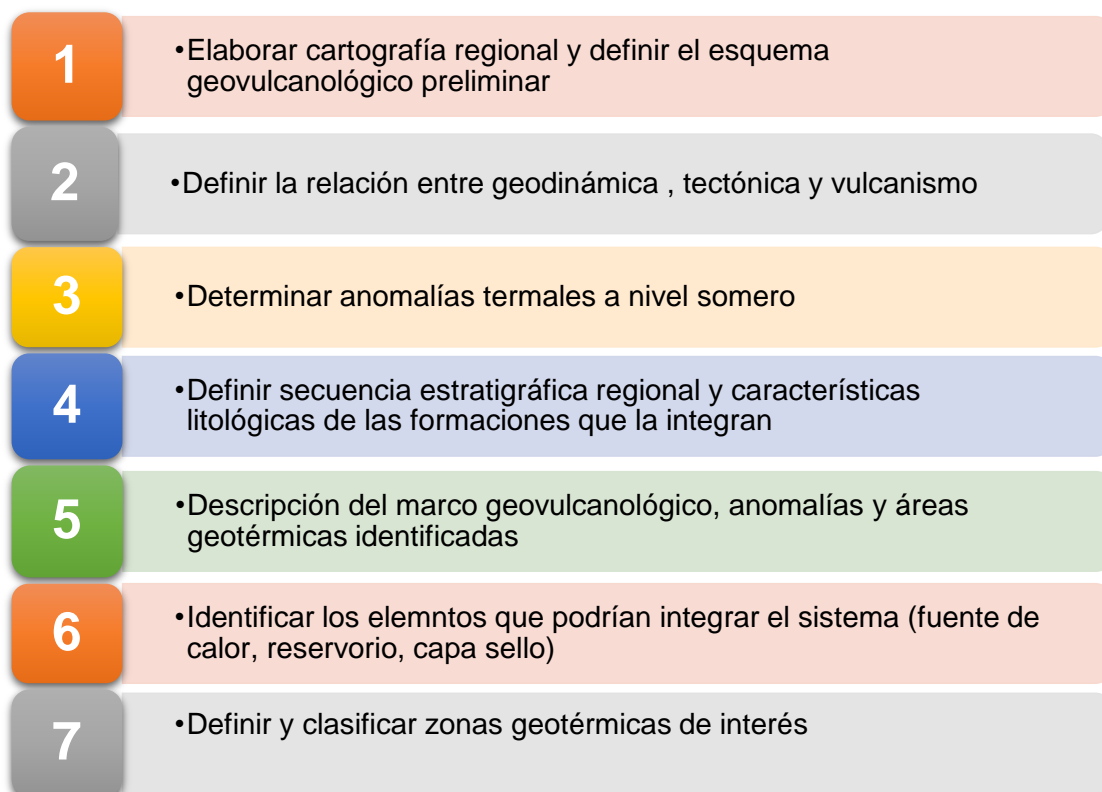 1
•Elaborar cartografía regional y definir el esquema
geovulcanológico preliminar
2
•Definir la relación entre geodinámica , tectónica y vulcanismo
3
•Determinar anomalías termales a nivel somero
4
•Definir secuencia estratigráfica regional y características
litológicas de las formaciones que la integran
5
•Descripción del marco geovulcanológico, anomalías y áreas
geotérmicas identificadas
6
•Identificar los elemntos que podrían integrar el sistema (fuente de
calor, reservorio, capa sello)
7
•Definir y clasificar zonas geotérmicas de interés